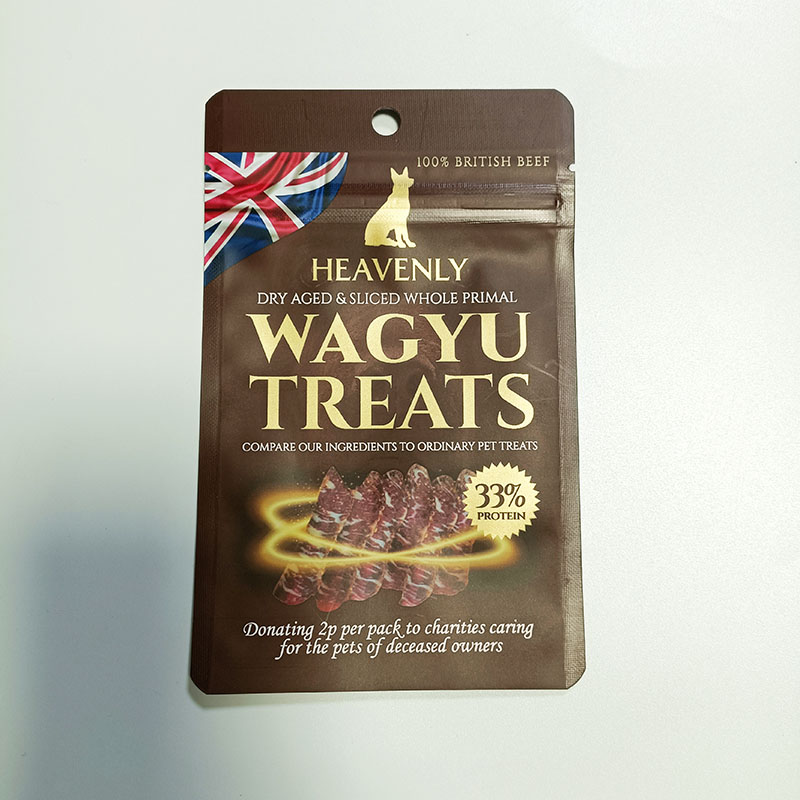 100% BRITISH BEEF
HEAVENLY
DRY AGED & SLICED WHOLE PRIMAL
WAGYU
TREATS
COMPARE OUR INGREDIENTS TO ORDINARY PET TREATS
33%
PROTEIN
Donating 2p per pack to charities caring
for the pets of deceased owners